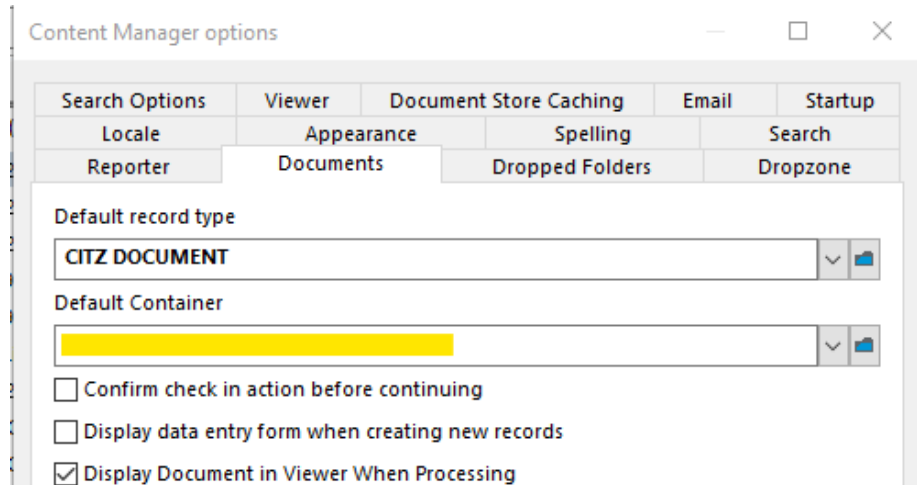 Content Manager options
Search Options Viewer Document Store Caching Email Startup
Locale Appearance Spelling Search
Reporter Documents Dropped Folders Dropzone
Default record type
CITZ DOCUMENT
Default Container
Confirm check in action before continuing
Display data entry form when creating new records
Display Document in Viewer When Processing